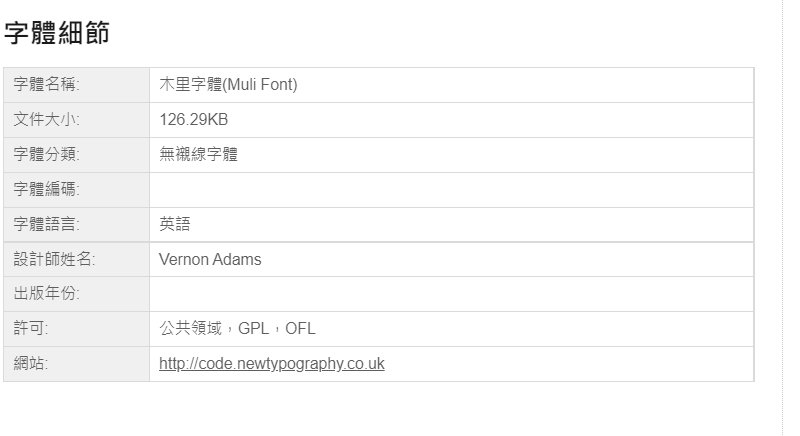 字體細節
字體名稱: 木里字體(Muli Font)
文件大小: 126.29KB
字體分類: 無襯線字體
字體編碼:
字體語言: 英語
設計師姓名: Vernon Adams
出版年份:
許可: 公共領域，GPL，OFL
網站: http://code.newtypography.co.uk